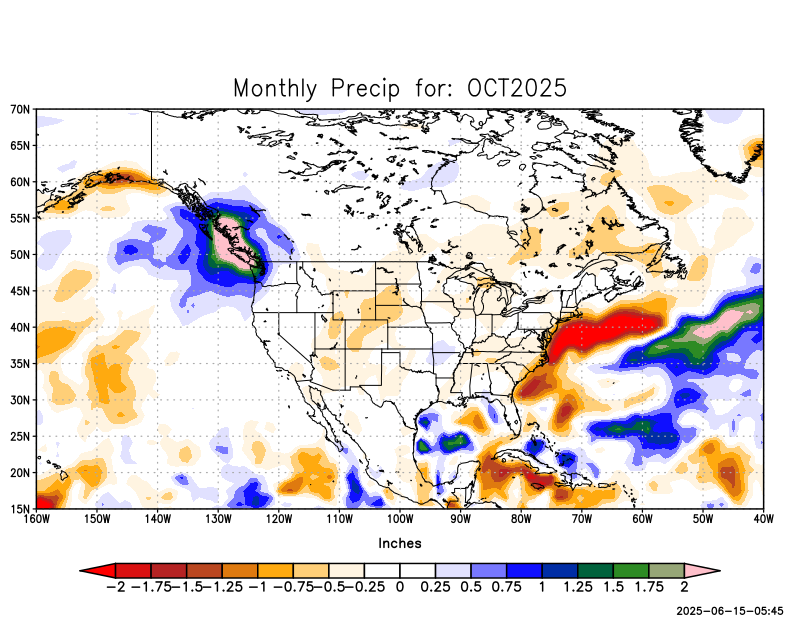 Monthly Precip for: OCT2025
70N
65N
60N
55N
50N
45N
40N
35N
30N
25N
20N
15N
160W 150W 140W 130W 120W 110W 100W 90W 80W 70W 60W 50W 40W
Inches
−2 −1.75−1.5−1.25 −1 −0.75−0.5−0.25 0 0.25 0.5 0.75 1 1.25 1.5 1.75 2
2025-06-15-05:45